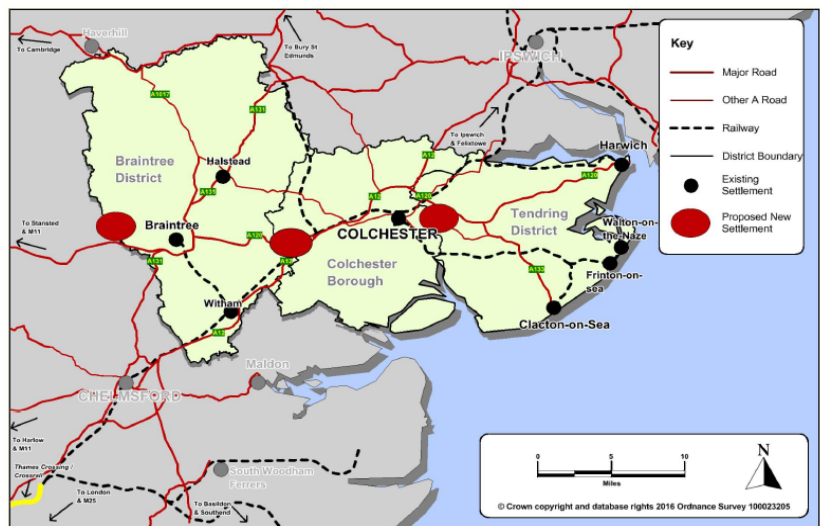 Haverhill
To Cambridge
To Bury St
Edmunds
IPSWICH
Key
Major Road
Other A Road
Railway
District Boundary
Existing
Settlement
Proposed New
Settlement
A1017
A131
To Ipswich
& Felixstowe
A12
Harwich
Braintree
District
Halstead
A131
A12
A120
A120
Tendring
District
Walton-on-
the-Naze
To Stansted
& M11
Braintree
A120
COLCHESTER
A131
A12
Colchester
Borough
A133
Frinton-on-
sea
Witham
A12
Clacton-on-Sea
Maldon
CHELMSFORD
To Harlow
& M11
Thames Crossing /
Crossrail
To London
& M25
South Woodham
Ferrers
To Basildon
& Southend
0 5 10
Miles
N
© Crown copyright and database rights 2016 Ordnance Survey 100023205